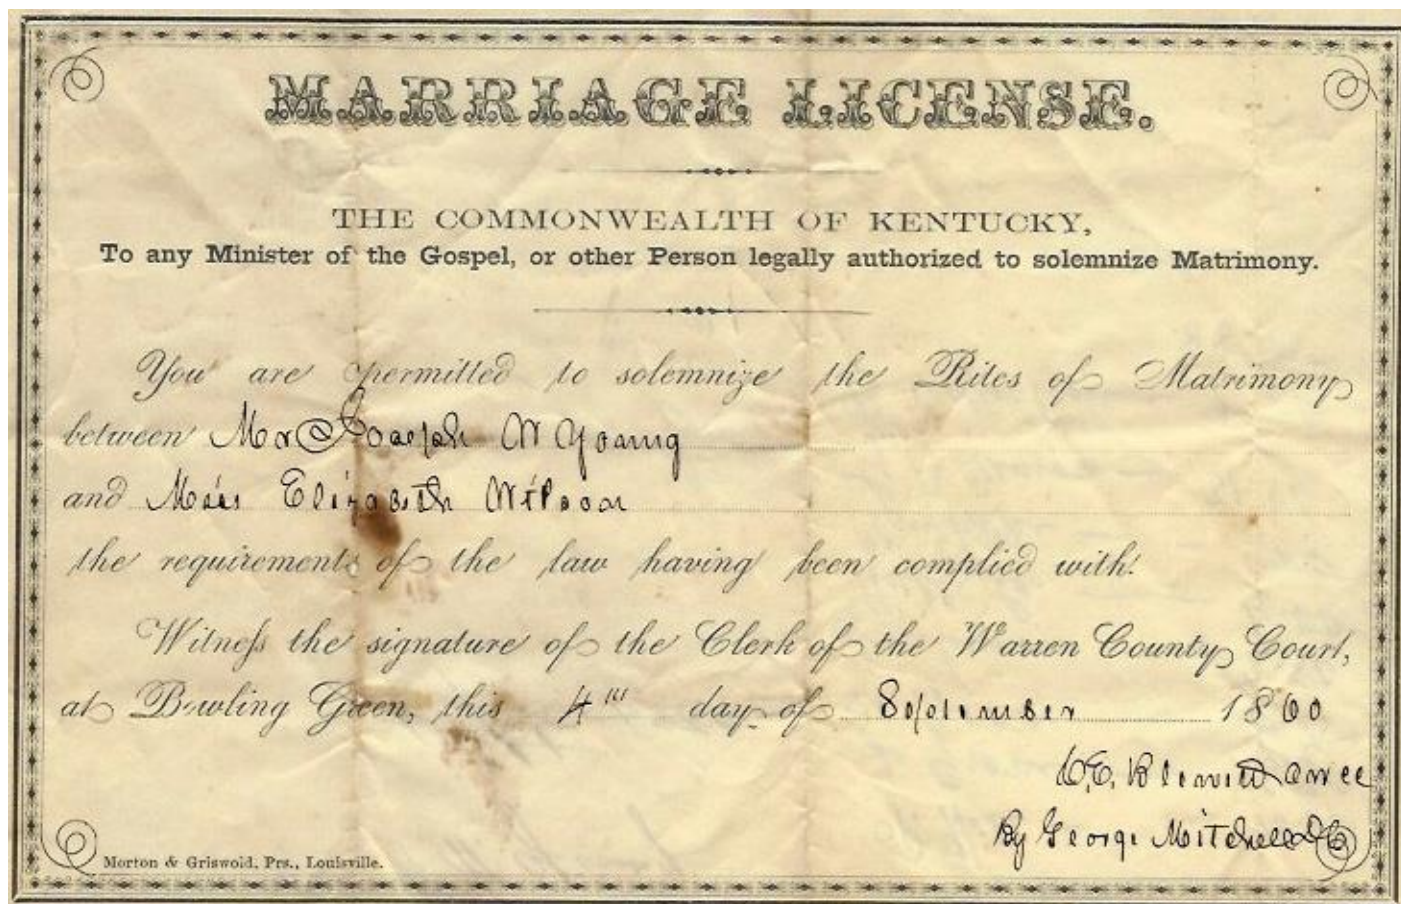 MARRIAGE LICENSE.
THE COMMONWEALTH OF KENTUCKY,
To any Minister of the Gospel, or other Person legally authorized to solemnize Matrimony.
You are permitted to solemnize the Rites of Matrimony
between Mr Joseph W Young
and Miss Elizabeth Wilson
the requirements of the law having been complied with.
Witness the signature of the Clerk of the Warren County Court,
at Bowling Green, this 4th day of September 1860
By George Mitchell DC
Morton & Griswold, Prs., Louisville.